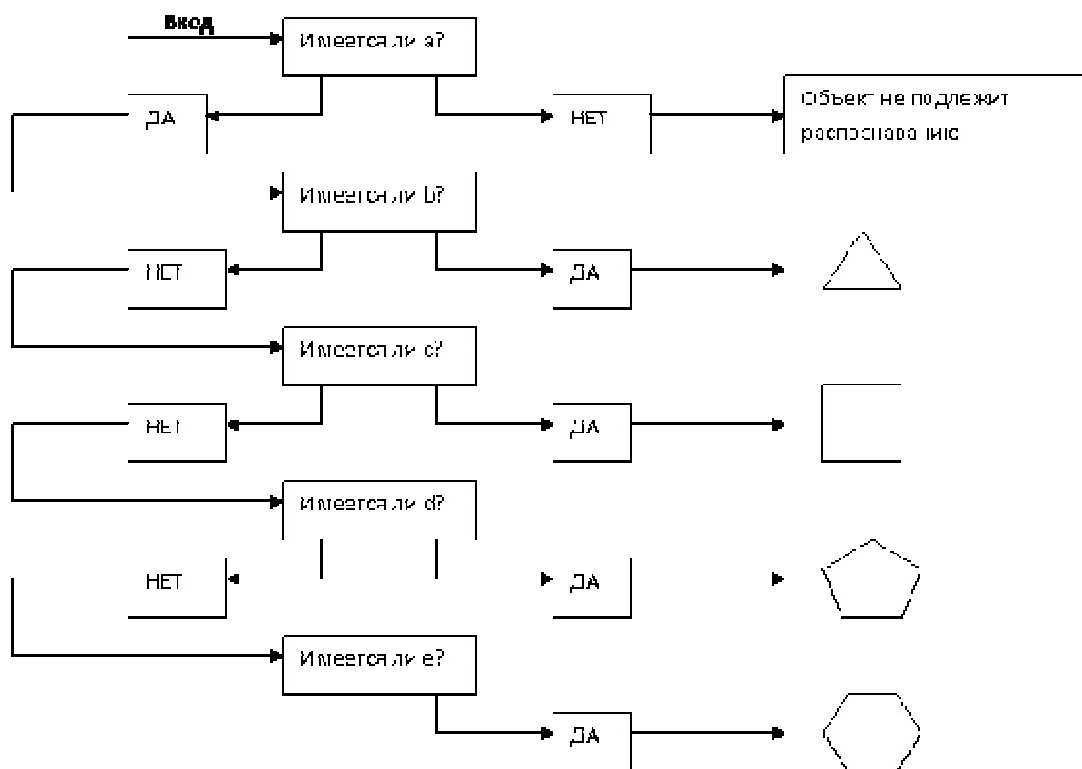 Вход
Имеется ли a?
ДА
НЕТ
Объект не подлежит
распознаванию
Имеется ли b?
НЕТ
ДА
Имеется ли c?
НЕТ
ДА
Имеется ли d?
НЕТ
ДА
Имеется ли e?
ДА